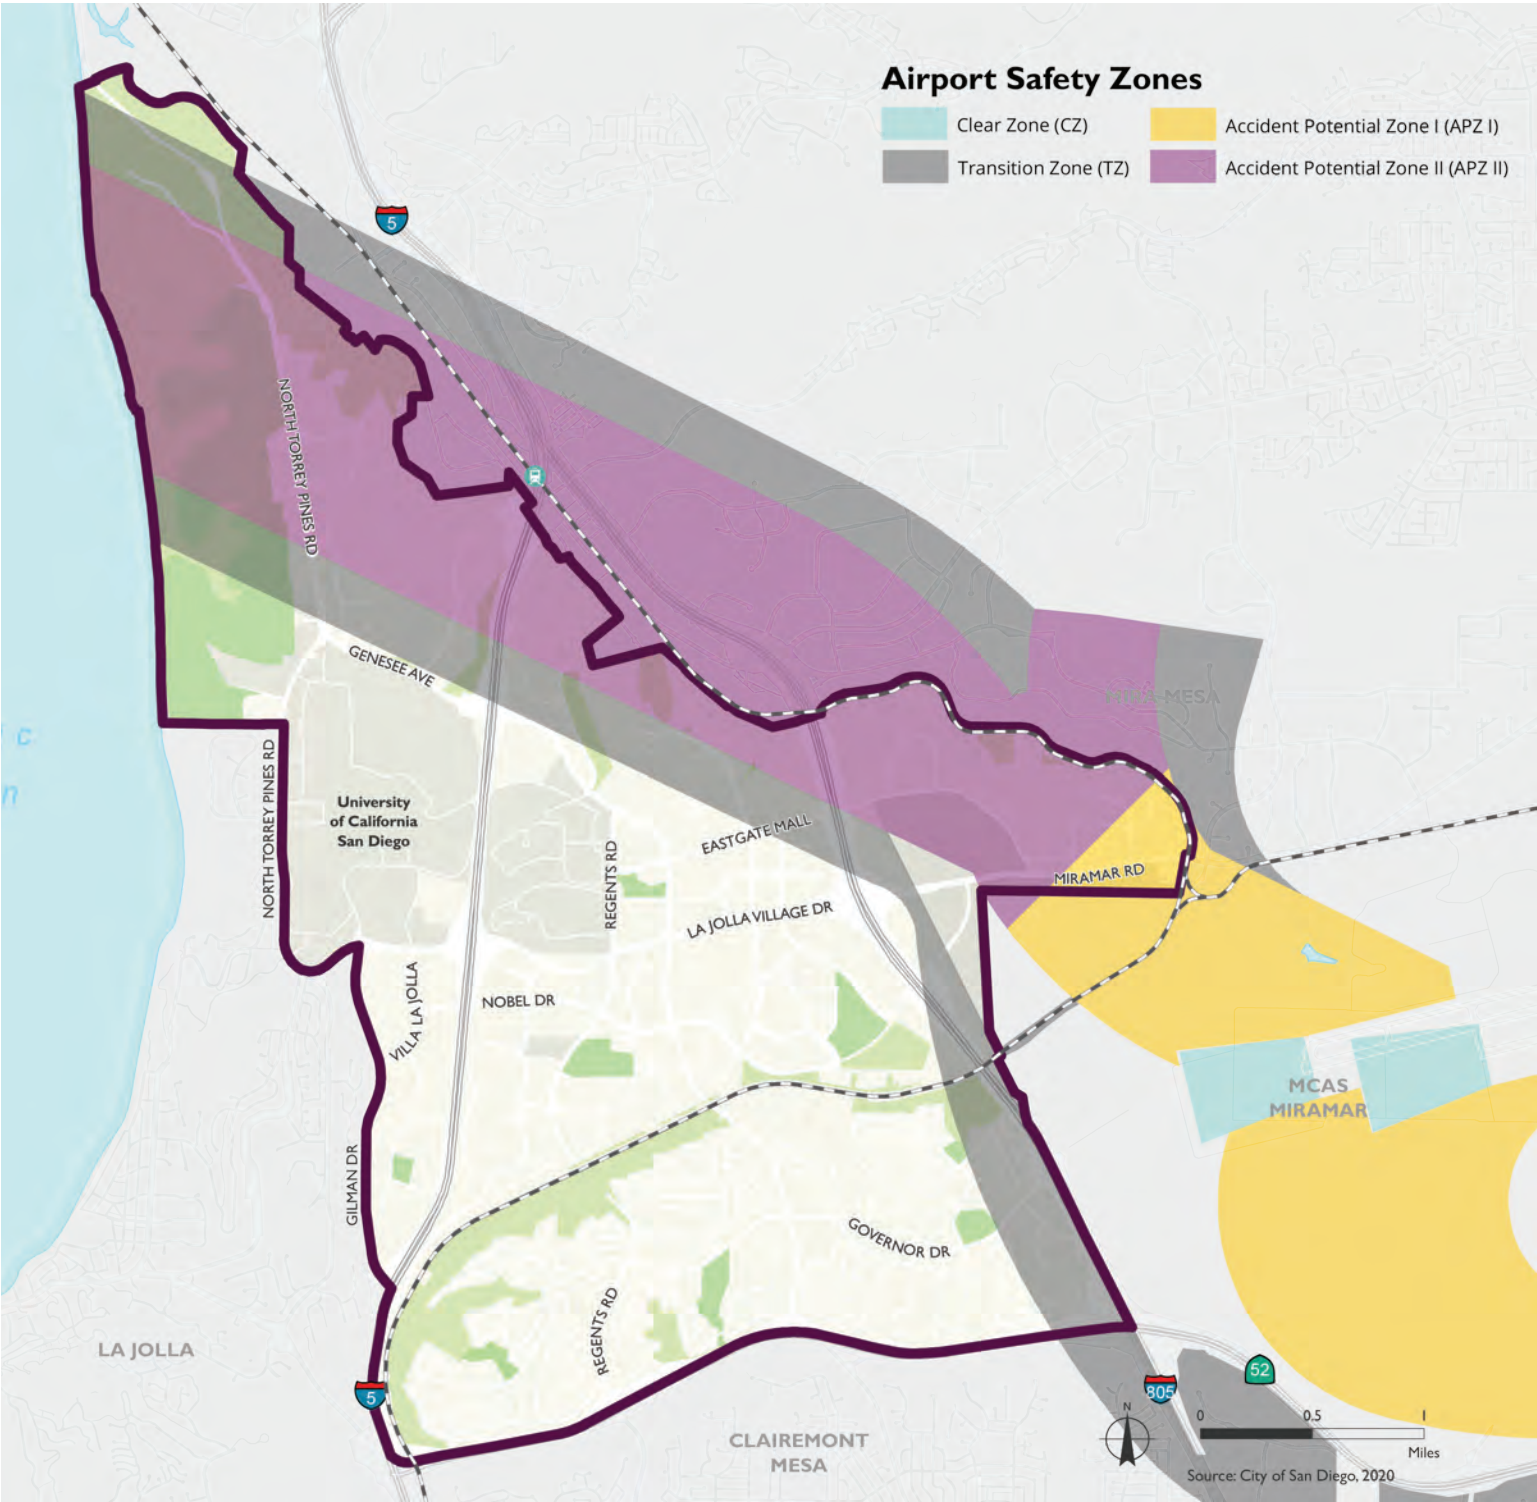 Airport Safety Zones
Clear Zone (CZ)
Accident Potential Zone I (APZ I)
Transition Zone (TZ)
Accident Potential Zone II (APZ II)
5
NORTH TORREY PINES RD
GENESEE AVE
MIRA MESA
c
n
NORTH TORREY PINES RD
University
of California
San Diego
REGENTS RD
EASTGATE MALL
MIRAMAR RD
LA JOLLA VILLAGE DR
VILLA LA JOLLA
NOBEL DR
MCAS
MIRAMAR
GILMAN DR
GOVERNOR DR
REGENTS RD
LA JOLLA
5
805
52
CLAIREMONT
MESA
N
0 0.5 1
Miles
Source: City of San Diego, 2020